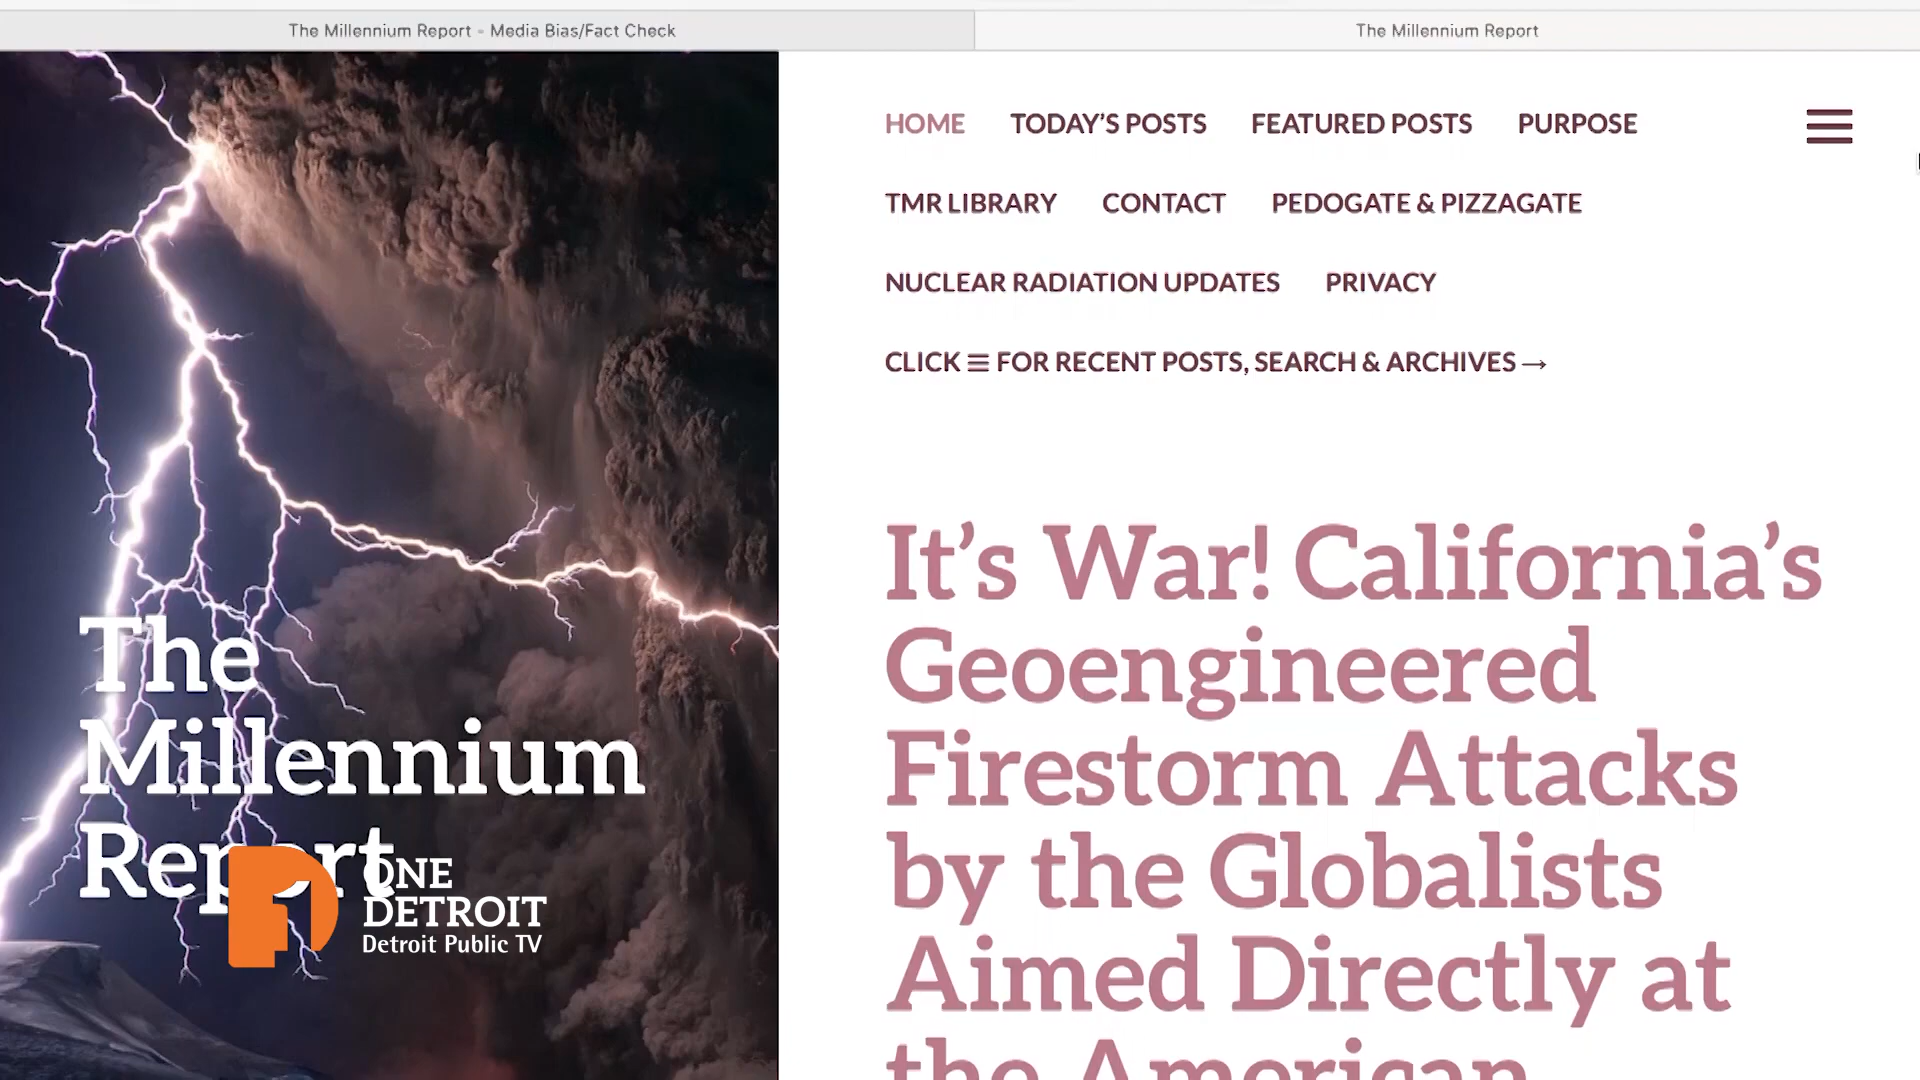 The Millennium Report - Media Bias/Fact Check
The Millennium Report
HOME TODAY’S POSTS FEATURED POSTS PURPOSE
TMR LIBRARY CONTACT PEDOGATE & PIZZAGATE
NUCLEAR RADIATION UPDATES PRIVACY
CLICK ☰ FOR RECENT POSTS, SEARCH & ARCHIVES →
The
Millennium
Report
ONE
DETROIT
Detroit Public TV
It’s War! California’s
Geoengineered
Firestorm Attacks
by the Globalists
Aimed Directly at
the American